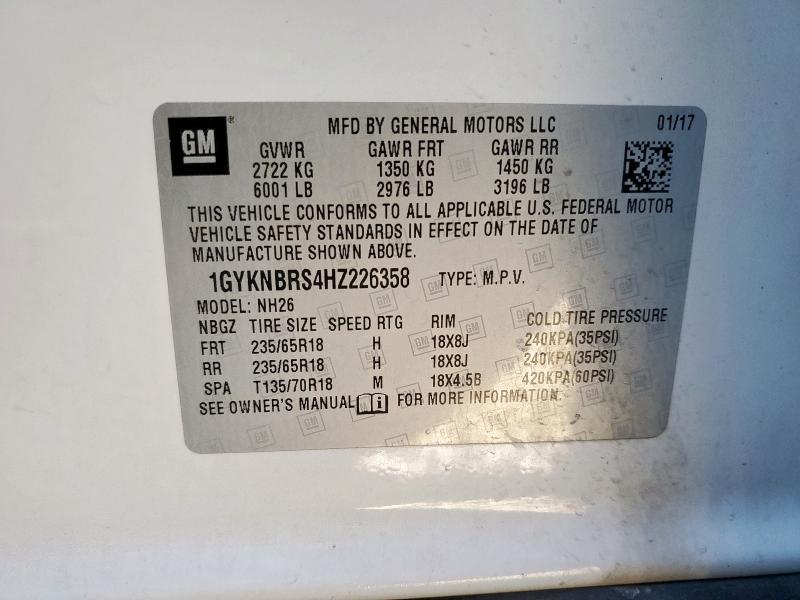 GM ® MFD BY GENERAL MOTORS LLC 01/17
GVWR GAWR FRT GAWR RR
2722 KG 1350 KG 1450 KG
6001 LB 2976 LB 3196 LB
THIS VEHICLE CONFORMS TO ALL APPLICABLE U.S. FEDERAL MOTOR
VEHICLE SAFETY STANDARDS IN EFFECT ON THE DATE OF
MANUFACTURE SHOWN ABOVE.
1GYKNBRS4HZ226358 TYPE: M.P.V.
MODEL: NH26
NBGZ TIRE SIZE SPEED RTG RIM COLD TIRE PRESSURE
FRT 235/65R18 H 18X8J 240KPA(35PSI)
RR 235/65R18 H 18X8J 240KPA(35PSI)
SPA T135/70R18 M 18X4.5B 420KPA(60PSI)
SEE OWNER'S MANUAL i FOR MORE INFORMATION.